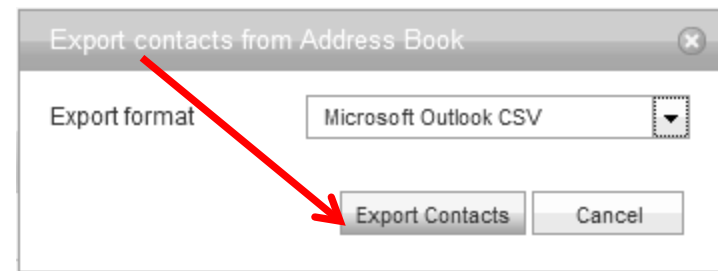 Export contacts from Address Book
Export format Microsoft Outlook CSV
Export Contacts Cancel